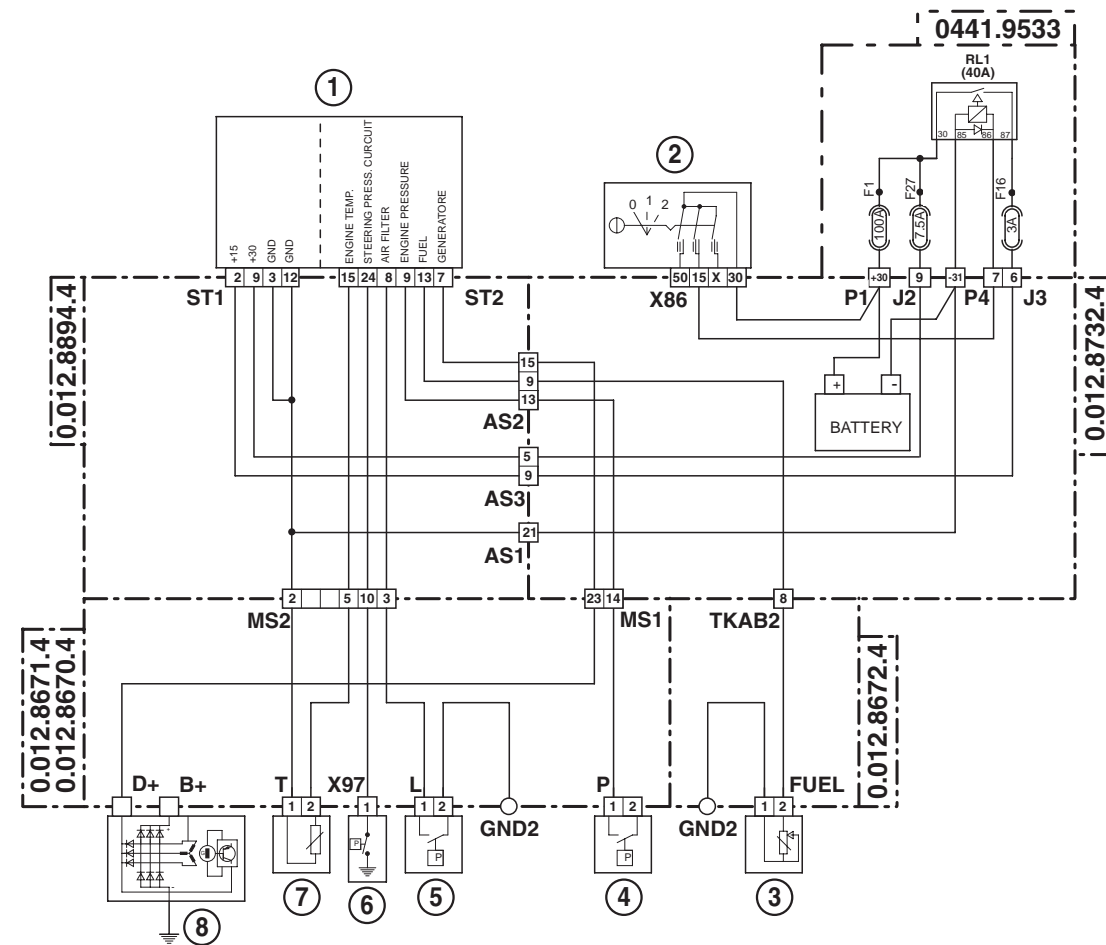 0441.9533
RL1
(40A)
30 85 86 87
F1 F27 F16
100A 7.5A 3A
1
2
0 1 2
+15
+30
GND
GND
ENGINE TEMP.
STEERING PRESS. CURCUIT
AIR FILTER
ENGINE PRESSURE
FUEL
GENERATORE
2 9 3 12
15 24 8 9 13 7
50 15 X 30
+30 9 -31 7 6
ST1 ST2 X86 P1 J2 P4 J3
0.012.8894.4
0.012.8732.4
15
9
13
AS2
+ -
BATTERY
5
9
AS3
21
AS1
2 5 10 3
23 14
8
MS2 MS1 TKAB2
0.012.8671.4
0.012.8670.4
0.012.8672.4
D+ B+ T X97 L P FUEL
1 2 1 1 2 1 2 1 2
GND2 GND2
+
-
P
P
P
8 7 6 5 4 3